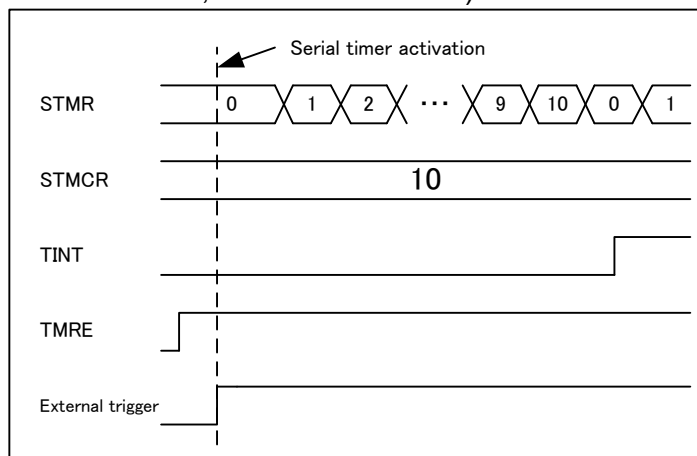 Serial timer activation
STMR 0 1 2 ··· 9 10 0 1
STMCR 10
TINT
TMRE
External trigger